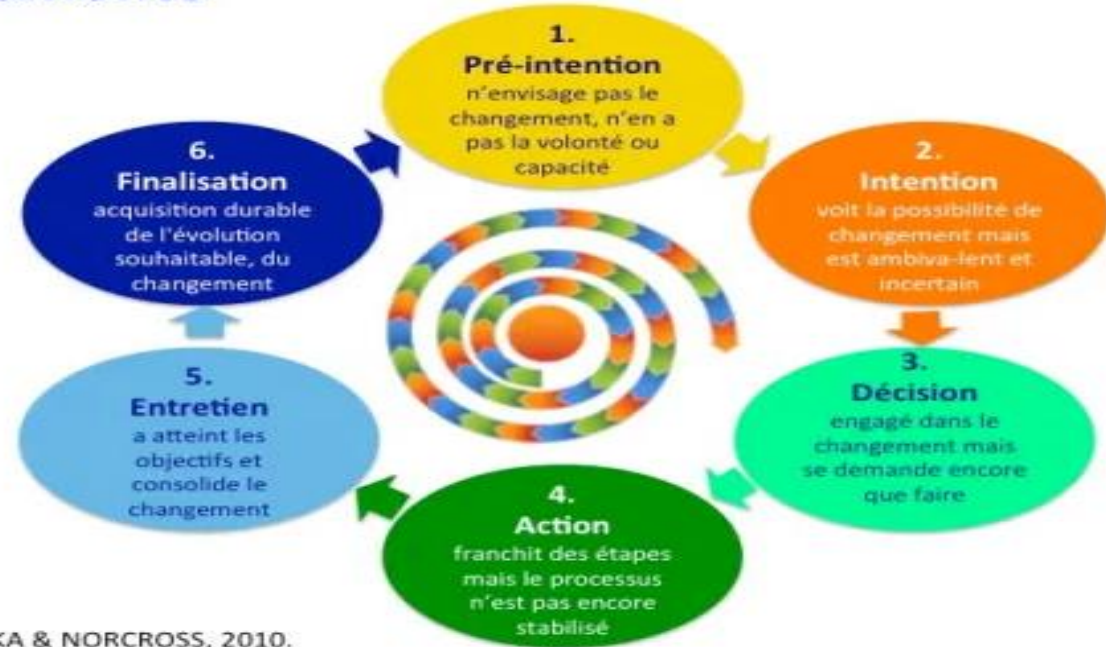 1.
Pré-intention
n'envisage pas le
changement, n'en a
pas la volonté ou
capacité
2.
Intention
voit la possibilité de
changement mais
est ambiva-lent et
incertain
3.
Décision
engagé dans le
changement mais
se demande encore
que faire
4.
Action
franchit des étapes
mais le processus
n'est pas encore
stabilisé
5.
Entretien
a atteint les
objectifs et
consolide le
changement
6.
Finalisation
acquisition durable
de l'évolution
souhaitable, du
changement
KA & NORCROSS, 2010.